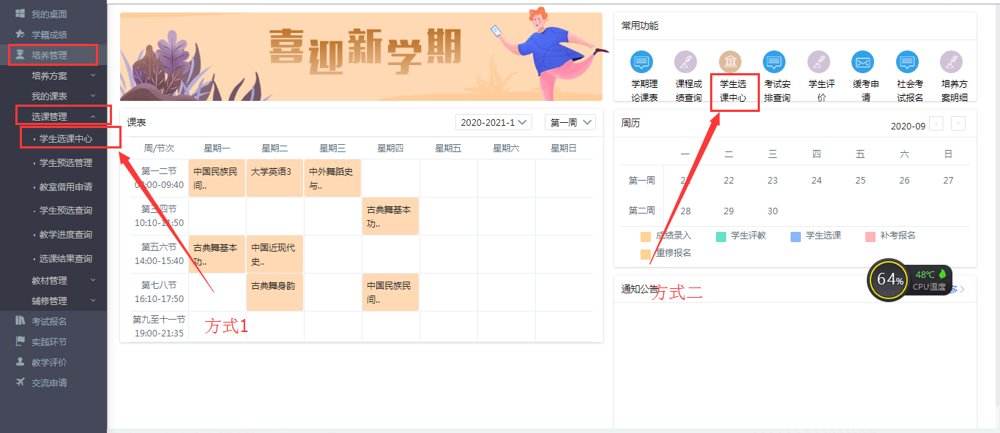 我的桌面
学籍成绩
培养管理
培养方案
我的课表
选课管理
学生选课中心
学生预选管理
教室借用申请
学生预选查询
教学进度查询
选课结果查询
教材管理
辅修管理
考试报名
实践环节
教学评价
交流申请
喜迎新学期
课表
2020-2021-1
第一周
周/节次 星期一 星期二 星期三 星期四 星期五 星期六 星期日
第一二节
:00-09:40
中国民族民
间..
大学英语3
中外舞蹈史
与..
第三四节
10:10-11:50
古典舞基本
功..
第五六节
14:00-15:40
古典舞基本
功..
中国近现代
史..
第七八节
16:10-17:50
古典舞身韵
中国民族民
间..
第九至十一节
19:00-21:35
方式1
常用功能
学期理
论课表
课程成
绩查询
学生选
课中心
考试安
排查询
学生评
价
缓考申
请
社会考
试报名
培养方
案明细
周历
2020-09
一 二 三 四 五 六 日
第一周 21 22 23 24 25 26 27
第二周 28 29 30
成绩录入 学生评教 学生选课 补考报名
重修报名
通知公告
方式二
多
64%
48℃
CPU温度